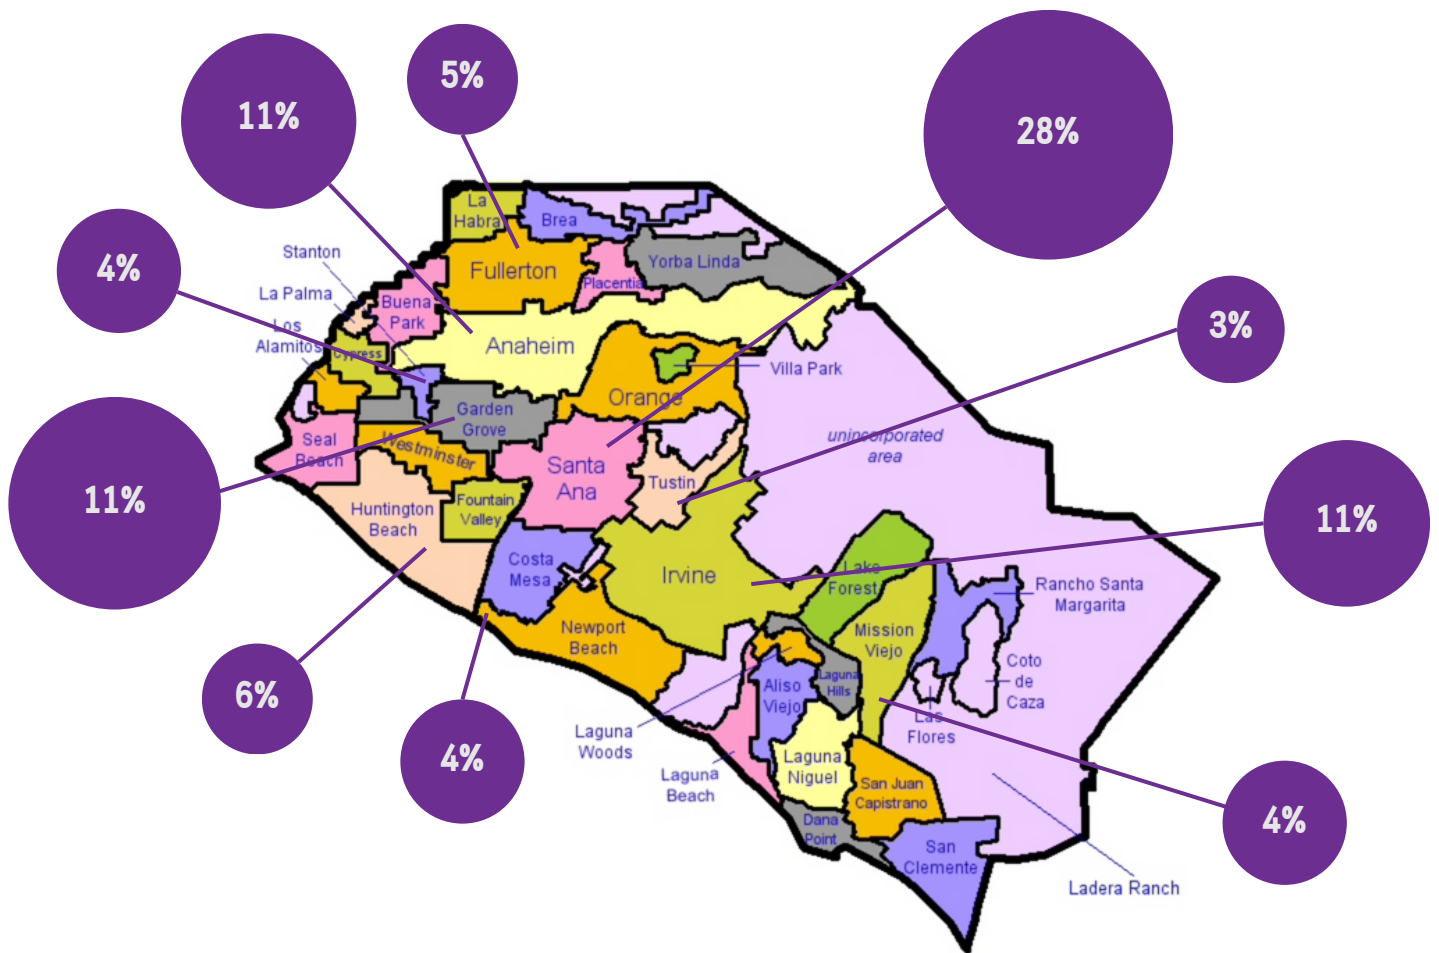 5%
11%
28%
4%
3%
11%
11%
6%
4%
4%
La
Habra
Brea
Stanton
Fullerton
Yorba Linda
Placentia
La Palma
Buena
Park
Los
Alamitos
Cypress
Anaheim
Villa Park
Orange
Garden
Grove
Seal
Beach
Westminster
unincorporated
area
Santa
Ana
Tustin
Huntington
Beach
Fountain
Valley
Costa
Mesa
Irvine
Lake
Forest
Rancho Santa
Margarita
Newport
Beach
Mission
Viejo
Coto
de
Caza
Aliso
Viejo
Laguna
Hills
Las
Flores
Laguna
Woods
Laguna
Beach
Laguna
Niguel
San Juan
Capistrano
Dana
Point
San
Clemente
Ladera Ranch